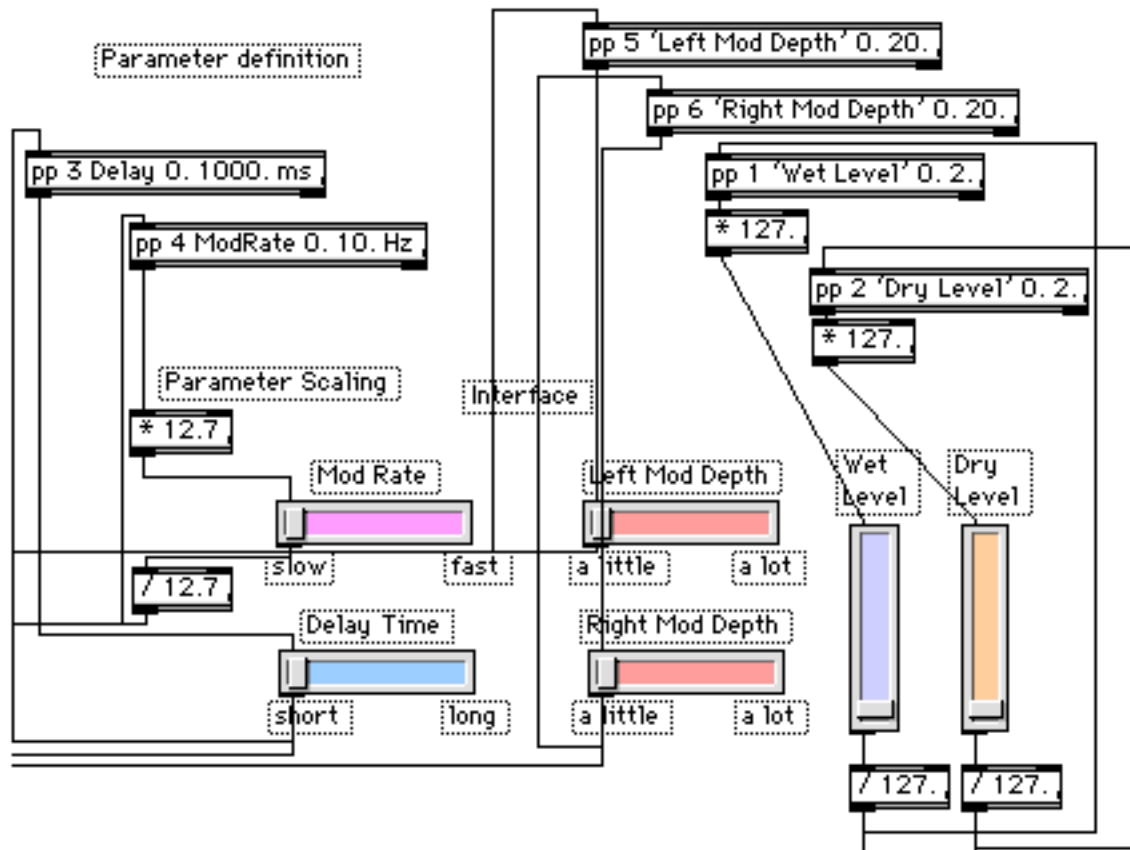 pp 5 'Left Mod Depth' 0. 20.
Parameter definition
pp 6 'Right Mod Depth' 0. 20.
pp 3 Delay 0. 1000. ms
pp 1 'Wet Level' 0. 2.
* 127.
pp 4 ModRate 0. 10. Hz
pp 2 'Dry Level' 0. 2.
* 127.
Parameter Scaling
Interface
* 12.7
Mod Rate
Left Mod Depth
Wet
Level
Dry
Level
slow
fast
a little
a lot
/ 12.7
Delay Time
Right Mod Depth
short
long
a little
a lot
/ 127.
/ 127.